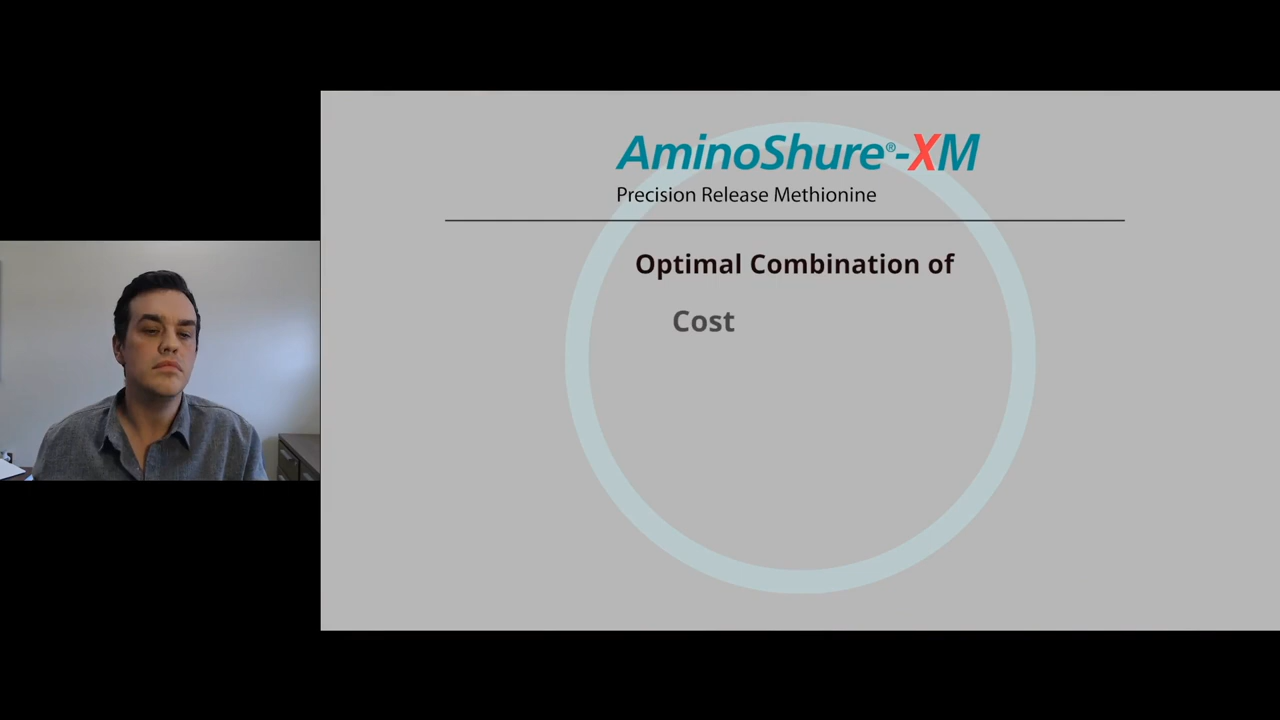 AminoShure®-XM
Precision Release Methionine
Optimal Combination of
Cost